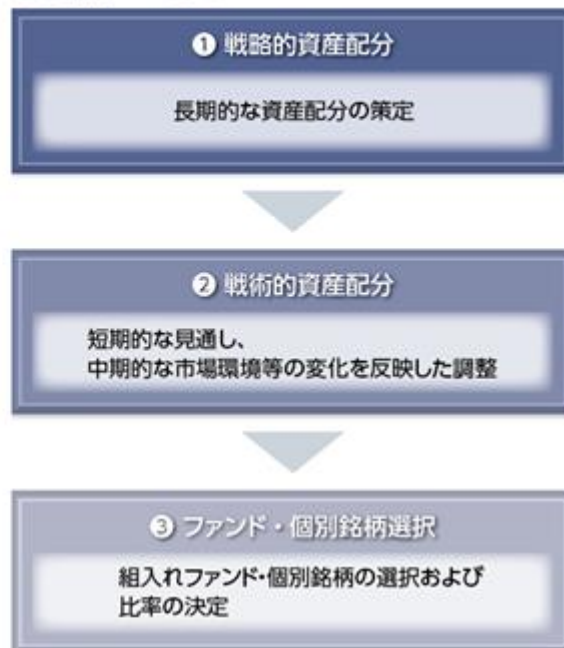 ❶ 戦略的資産配分
長期的な資産配分の策定
❷ 戦術的資産配分
短期的な見通し、
中期的な市場環境等の変化を反映した調整
❸ ファンド・個別銘柄選択
組入れファンド・個別銘柄の選択および
比率の決定